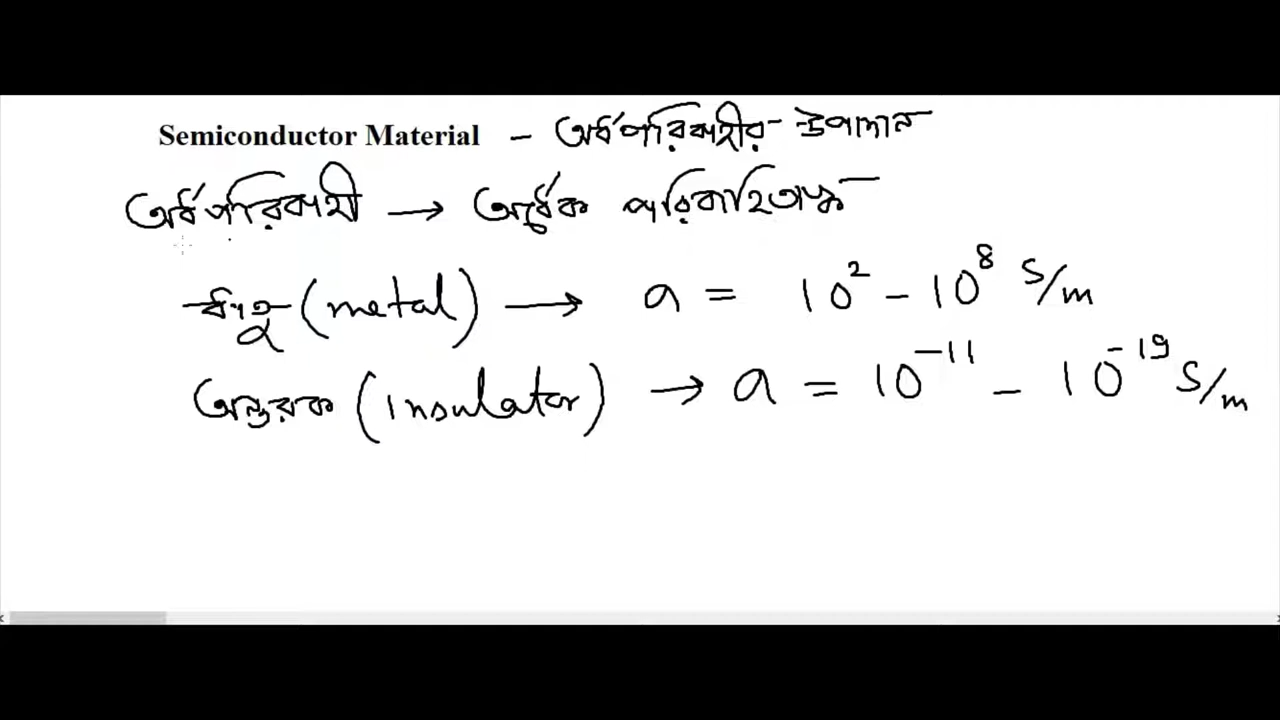 Semiconductor Material - অর্ধপরিবাহীর উপাদান
অর্ধপরিবাহী → অর্ধেক পরিবাহিতাঙ্ক
ধাতু (metal) → a = 10² - 10⁸ S/m
অন্তরক (insulator) → a = 10⁻¹¹ - 10⁻¹⁹ S/m